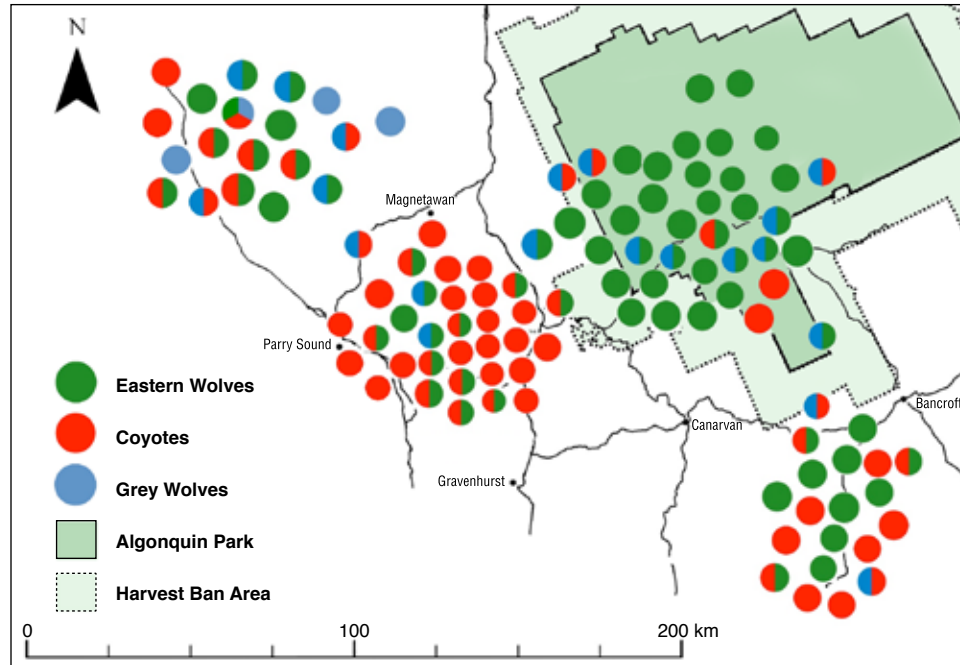 N
Magnetawan
Parry Sound
Eastern Wolves
Bancroft
Coyotes
Canarvan
Grey Wolves
Gravenhurst
Algonquin Park
Harvest Ban Area
0 100 200 km